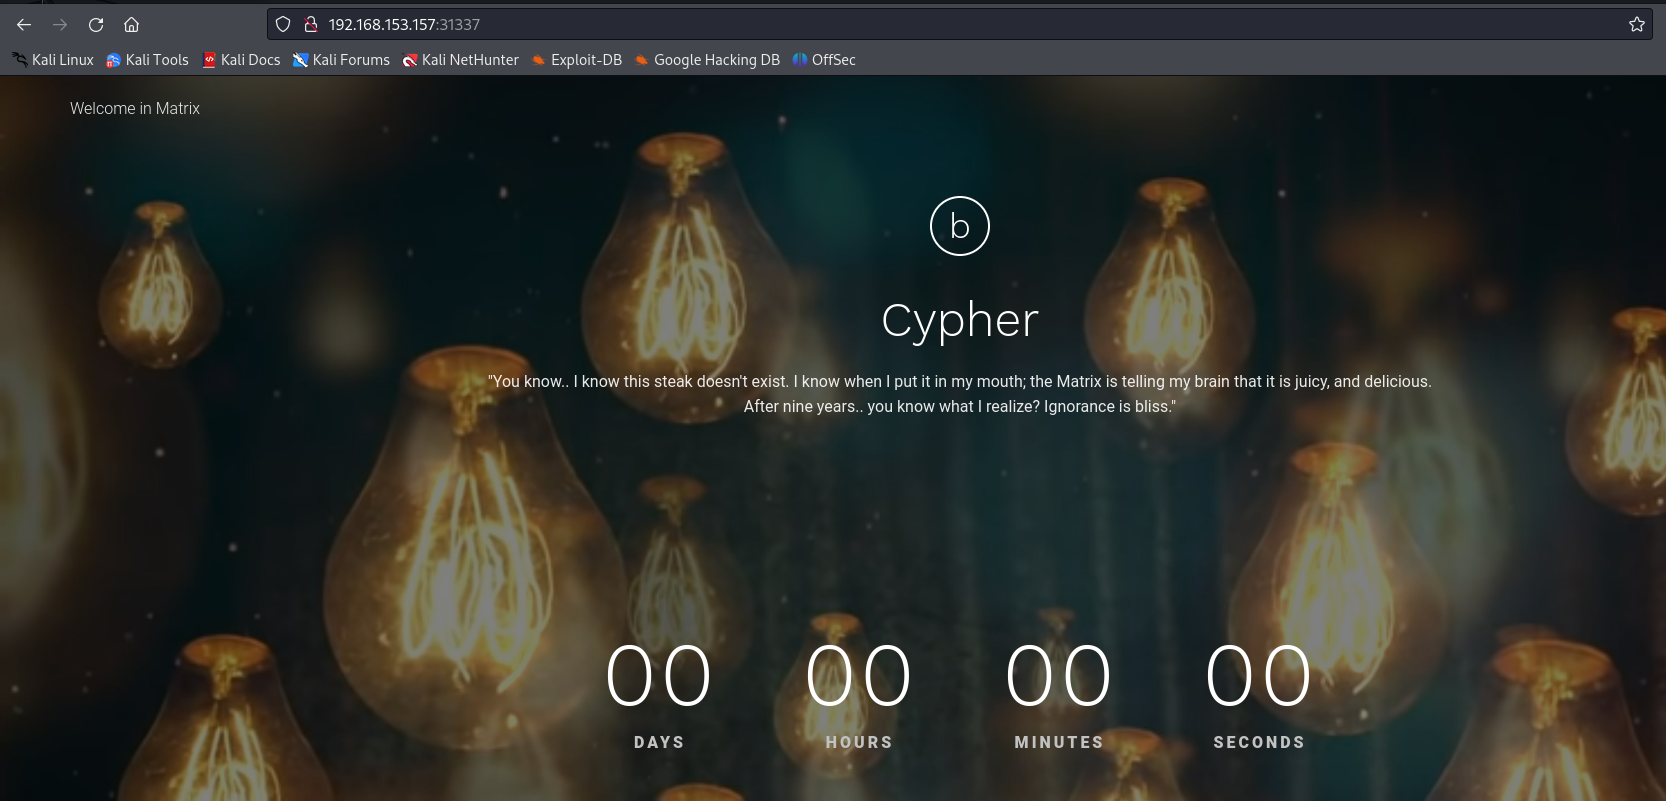 192.168.153.157:31337
Kali Linux Kali Tools Kali Docs Kali Forums Kali NetHunter Exploit-DB Google Hacking DB OffSec
Welcome in Matrix
b
Cypher
"You know.. I know this steak doesn't exist. I know when I put it in my mouth; the Matrix is telling my brain that it is juicy, and delicious.
After nine years.. you know what I realize? Ignorance is bliss."
00 00 00 00
DAYS HOURS MINUTES SECONDS